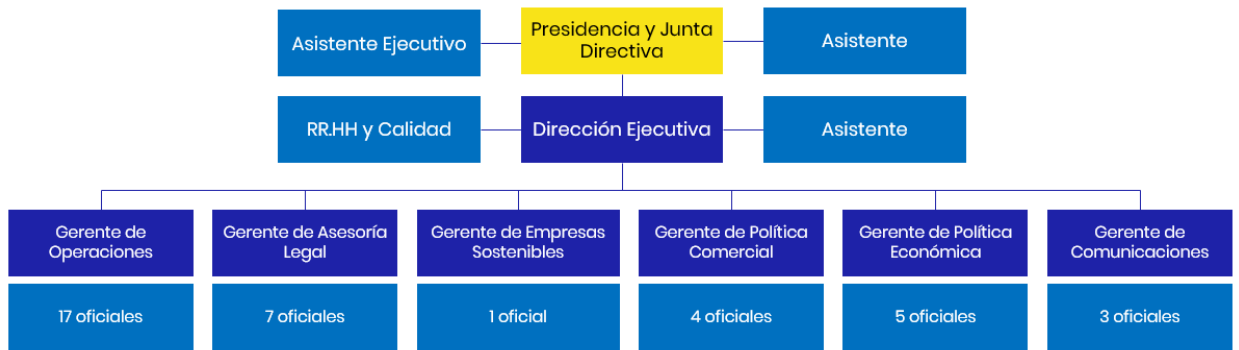 Asistente Ejecutivo
Presidencia y Junta
Directiva
Asistente
RR.HH y Calidad
Dirección Ejecutiva
Asistente
Gerente de
Operaciones
Gerente de Asesoría
Legal
Gerente de Empresas
Sostenibles
Gerente de Política
Comercial
Gerente de Política
Económica
Gerente de
Comunicaciones
17 oficiales
7 oficiales
1 oficial
4 oficiales
5 oficiales
3 oficiales